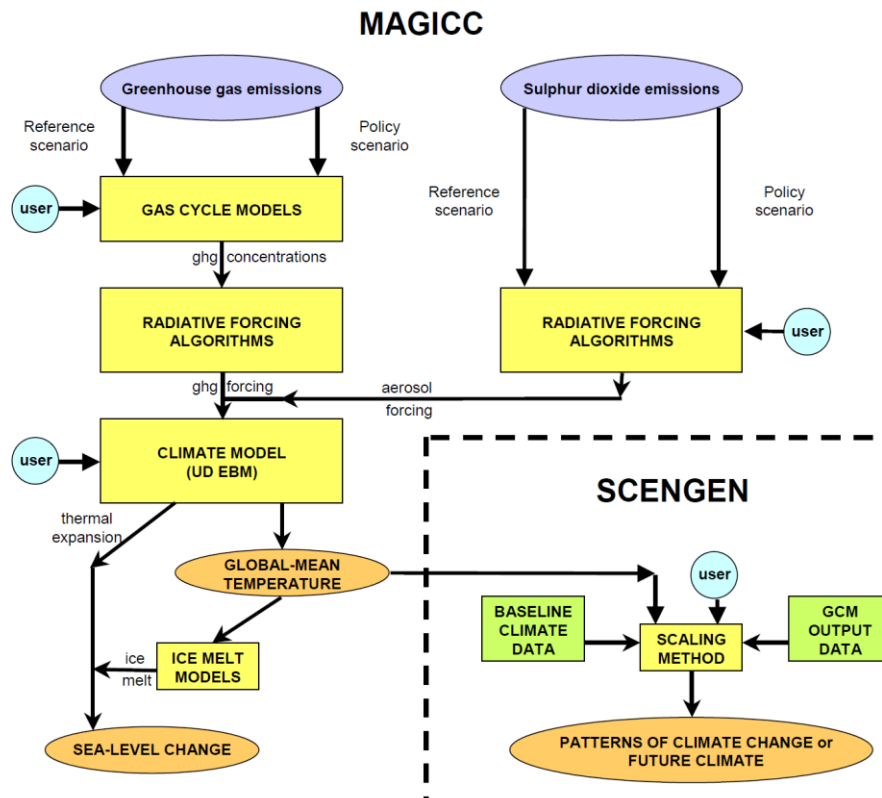 MAGICC
Greenhouse gas emissions
Sulphur dioxide emissions
Reference
scenario
Policy
scenario
user
GAS CYCLE MODELS
Reference
scenario
Policy
scenario
ghg concentrations
RADIATIVE FORCING
ALGORITHMS
RADIATIVE FORCING
ALGORITHMS
user
ghg forcing
aerosol
forcing
user
CLIMATE MODEL
(UD EBM)
SCENGEN
thermal
expansion
GLOBAL-MEAN
TEMPERATURE
user
BASELINE
CLIMATE
DATA
SCALING
METHOD
GCM
OUTPUT
DATA
ice
melt
ICE MELT
MODELS
SEA-LEVEL CHANGE
PATTERNS OF CLIMATE CHANGE or
FUTURE CLIMATE